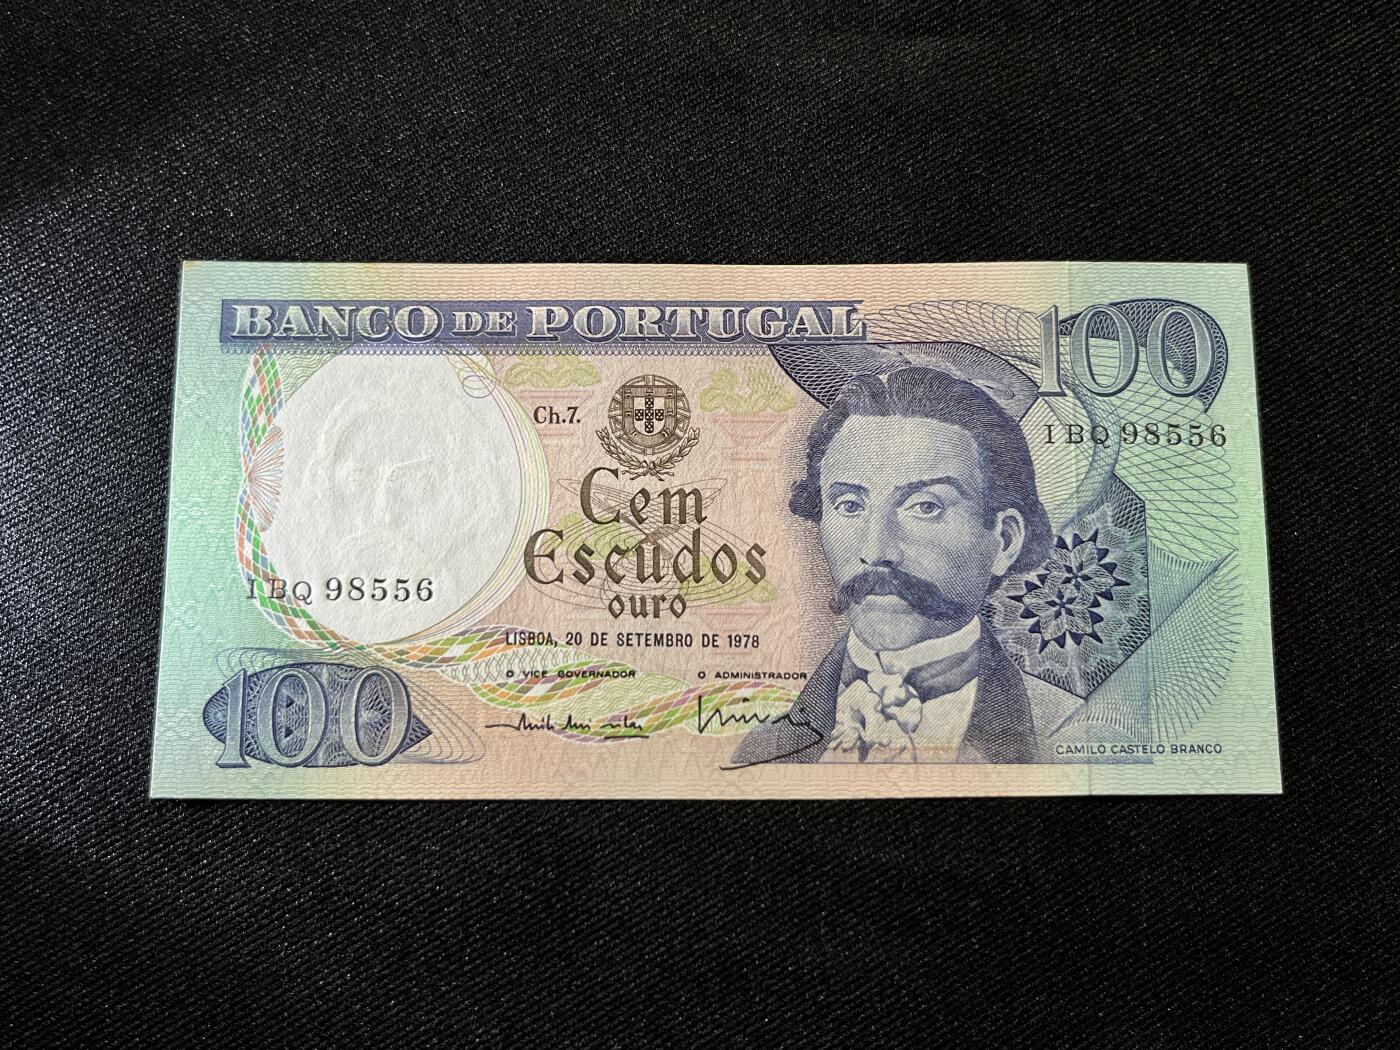 BANCO DE PORTUGAL
100
Ch.7.
IBQ 98556
Cem
Escudos
ouro
IBQ 98556
LISBOA, 20 DE SETEMBRO DE 1978
O VICE GOVERNADOR
O ADMINISTRADOR
100
CAMILO CASTELO BRANCO